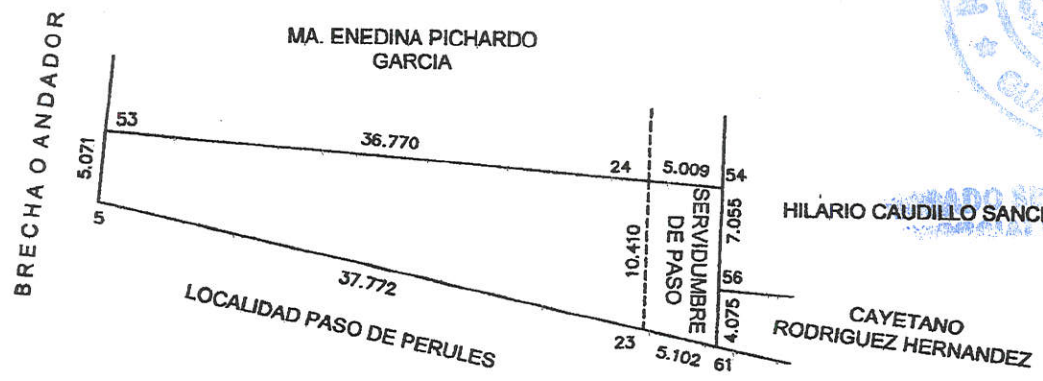 MA. ENEDINA PICHARDO
GARCIA
BRECHA O ANDADOR
53
36.770
5.071
24
5.009
54
5
10.410
SERVIDUMBRE
DE PASO
7.055
HILARIO CAUDILLO
56
37.772
LOCALIDAD PASO DE PERULES
4.075
CAYETANO
RODRIGUEZ HERNANDEZ
23
5.102
61